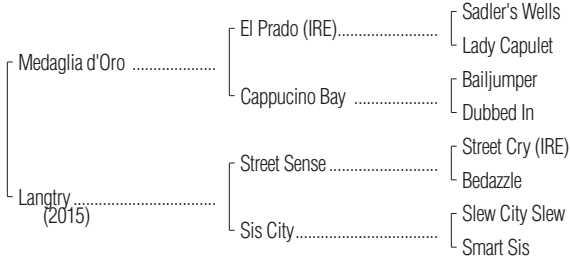 Sadler's Wells
El Prado (IRE)
Lady Capulet
Medaglia d'Oro
Bailjumper
Cappucino Bay
Dubbed In
Street Cry (IRE)
Street Sense
Bedazzle
Langtry
(2015)
Slew City Slew
Sis City
Smart Sis